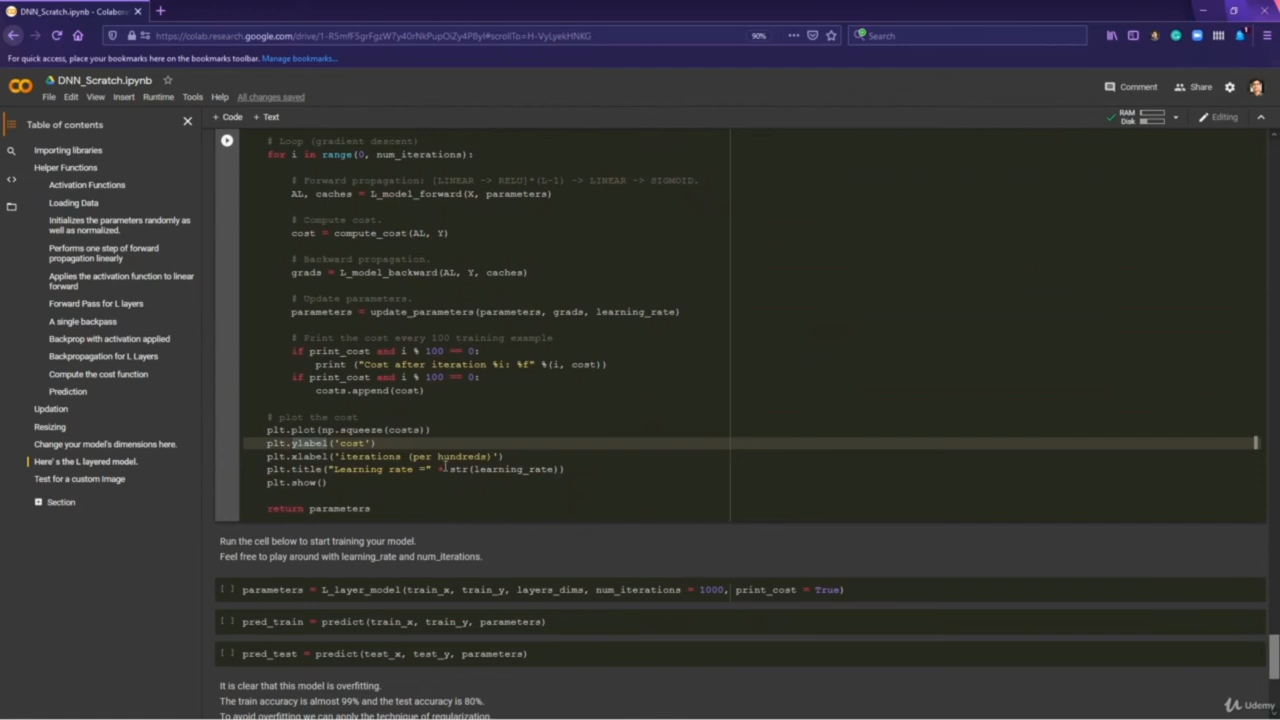 DNN_Scratch.ipynb - Colabora
https://colab.research.google.com/drive/1-R5mfF5grFgzW7y40rNkPupOiZy4P8yI#scrollTo=H-VyLyekHNKG
90%
Search
For quick access, place your bookmarks here on the bookmarks toolbar. Manage bookmarks...
DNN_Scratch.ipynb
Comment
Share
File Edit View Insert Runtime Tools Help All changes saved
Table of contents
+ Code + Text
RAM
Disk
Editing
Importing libraries
Helper Functions
Activation Functions
Loading Data
Initializes the parameters randomly as
well as normalized.
Performs one step of forward
propagation linearly
Applies the activation function to linear
forward
Forward Pass for L layers
A single backpass
Backprop with activation applied
Backpropagation for L Layers
Compute the cost function
Prediction
Updation
Resizing
Change your model's dimensions here.
Here's the L layered model.
Test for a custom Image
Section
# Loop (gradient descent)
for i in range(0, num_iterations):
# Forward propagation: [LINEAR -> RELU]*(L-1) -> LINEAR -> SIGMOID.
AL, caches = L_model_forward(X, parameters)
# Compute cost.
cost = compute_cost(AL, Y)
# Backward propagation.
grads = L_model_backward(AL, Y, caches)
# Update parameters.
parameters = update_parameters(parameters, grads, learning_rate)
# Print the cost every 100 training example
if print_cost and i % 100 == 0:
print ("Cost after iteration %i: %f" %(i, cost))
if print_cost and i % 100 == 0:
costs.append(cost)
# plot the cost
plt.plot(np.squeeze(costs))
plt.ylabel('cost')
plt.xlabel('iterations (per hundreds)')
plt.title("Learning rate =" + str(learning_rate))
plt.show()
return parameters
Run the cell below to start training your model.
Feel free to play around with learning_rate and num_iterations.
[ ] parameters = L_layer_model(train_x, train_y, layers_dims, num_iterations = 1000, print_cost = True)
[ ] pred_train = predict(train_x, train_y, parameters)
[ ] pred_test = predict(test_x, test_y, parameters)
It is clear that this model is overfitting.
The train accuracy is almost 99% and the test accuracy is 80%.
To avoid overfitting we can apply the technique of regularization.
Udemy